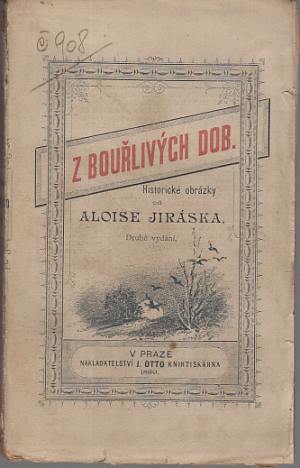 č 908
Z BOUŘLIVÝCH DOB.
Historické obrázky
od
ALOISE JIRÁSKA.
Druhé vydání.
V PRAZE
NAKLADATELSTVÍ J. OTTO KNIHTISKÁRNA